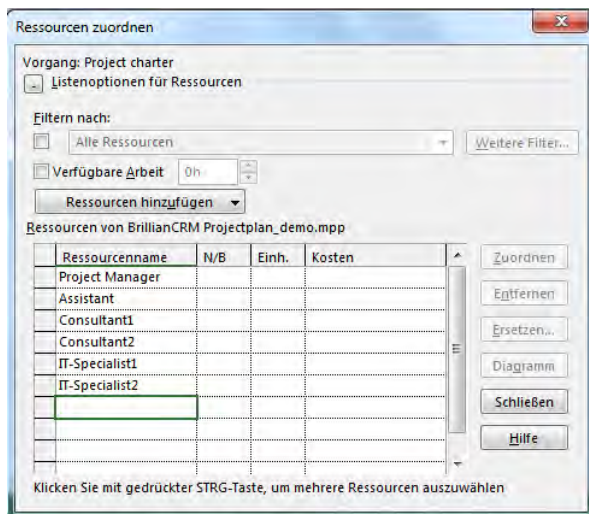 Ressourcen zuordnen
Vorgang: Project charter
Listenoptionen für Ressourcen
Filtern nach:
Alle Ressourcen Weitere Filter...
Verfügbare Arbeit 0h
Ressourcen hinzufügen
Ressourcen von BrillianCRM Projectplan_demo.mpp
Ressourcenname N/B Einh. Kosten Zuordnen
Project Manager
Assistant Entfernen
Consultant1
Consultant2 Ersetzen...
IT-Specialist1 Diagramm
IT-Specialist2
Schließen
Hilfe
Klicken Sie mit gedrückter STRG-Taste, um mehrere Ressourcen auszuwählen